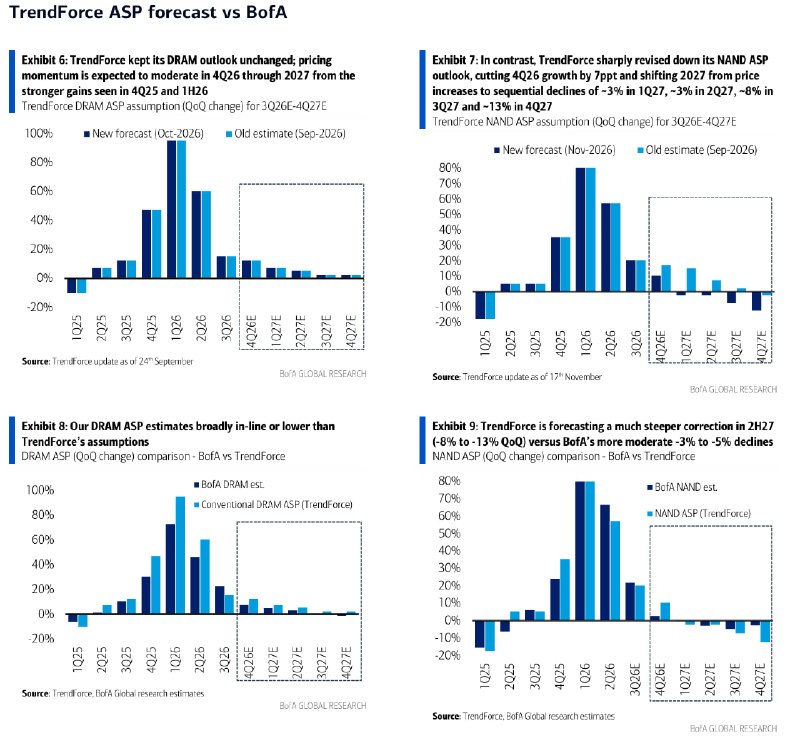 TrendForce ASP forecast vs BofA
Exhibit 6: TrendForce kept its DRAM outlook unchanged; pricing
momentum is expected to moderate in 4Q26 through 2027 from the
stronger gains seen in 4Q25 and 1H26
TrendForce DRAM ASP assumption (QoQ change) for 3Q26E-4Q27E
New forecast (Oct-2026)
Old estimate (Sep-2026)
100%
80%
60%
40%
20%
0%
-20%
1Q25
2Q25
3Q25
4Q25
1Q26
2Q26
3Q26
4Q26E
1Q27E
2Q27E
3Q27E
4Q27E
Source: TrendForce update as of 24th September
BofA GLOBAL RESEARCH
Exhibit 7: In contrast, TrendForce sharply revised down its NAND ASP
outlook, cutting 4Q26 growth by 7ppt and shifting 2027 from price
increases to sequential declines of ~3% in 1Q27, ~3% in 2Q27, ~8% in
3Q27 and ~13% in 4Q27
TrendForce NAND ASP assumption (QoQ change) for 3Q26E-4Q27E
New forecast (Nov-2026)
Old estimate (Sep-2026)
80%
70%
60%
50%
40%
30%
20%
10%
0%
-10%
-20%
1Q25
2Q25
3Q25
4Q25
1Q26
2Q26
3Q26
4Q26E
1Q27E
2Q27E
3Q27E
4Q27E
Source: TrendForce update as of 17th November
BofA GLOBAL RESEARCH
Exhibit 8: Our DRAM ASP estimates broadly in-line or lower than
TrendForce's assumptions
DRAM ASP (QoQ change) comparison - BofA vs TrendForce
BofA DRAM est.
Conventional DRAM ASP (TrendForce)
100%
80%
60%
40%
20%
0%
-20%
1Q25
2Q25
3Q25
4Q25
1Q26
2Q26
3Q26
4Q26E
1Q27E
2Q27E
3Q27E
4Q27E
Source: TrendForce, BofA Global research estimates
BofA GLOBAL RESEARCH
Exhibit 9: TrendForce is forecasting a much steeper correction in 2H27
(-8% to -13% QoQ) versus BofA's more moderate -3% to -5% declines
NAND ASP (QoQ change) comparison - BofA vs TrendForce
BofA NAND est.
NAND ASP (TrendForce)
80%
70%
60%
50%
40%
30%
20%
10%
0%
-10%
-20%
1Q25
2Q25
3Q25
4Q25
1Q26
2Q26
3Q26E
4Q26E
1Q27E
2Q27E
3Q27E
4Q27E
Source: TrendForce, BofA Global research estimates
BofA GLOBAL RESEARCH